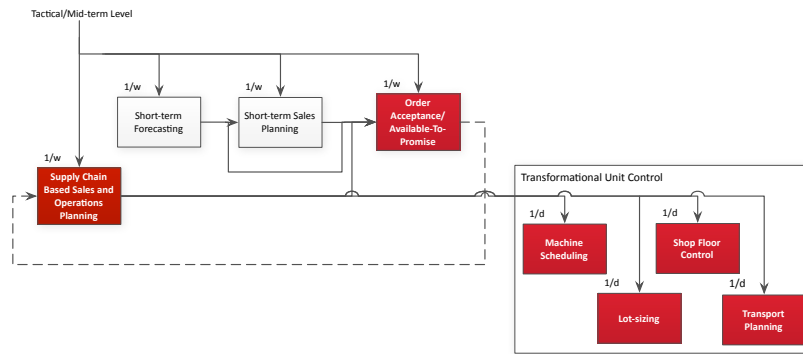 Tactical/Mid-term Level
1/w
1/w
1/w
Short-term
Forecasting
Short-term Sales
Planning
Order
Acceptance/
Available-To-
Promise
1/w
Supply Chain
Based Sales and
Operations
Planning
Transformational Unit Control
1/d
Machine
Scheduling
1/d
Shop Floor
Control
1/d
Lot-sizing
1/d
Transport
Planning